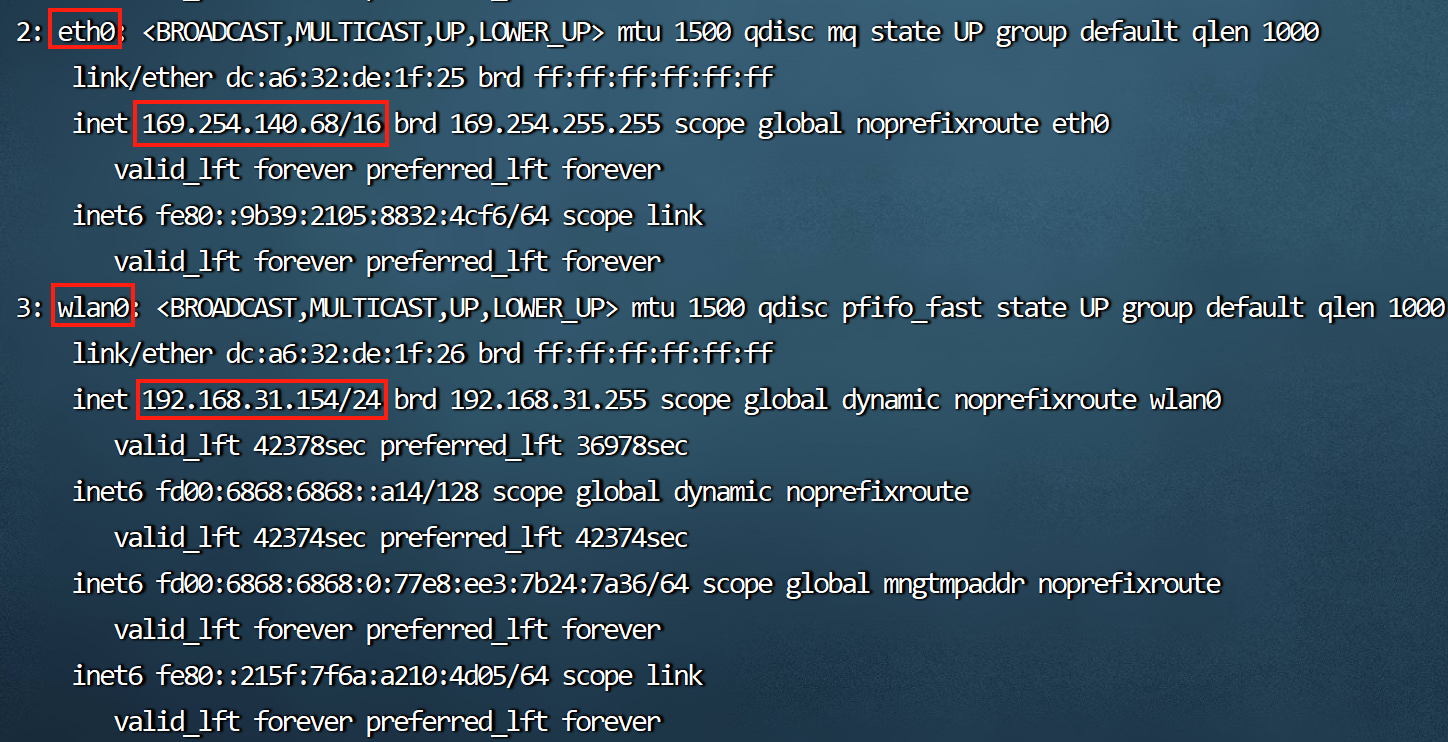 2: eth0: <BROADCAST,MULTICAST,UP,LOWER_UP> mtu 1500 qdisc mq state UP group default qlen 1000
link/ether dc:a6:32:de:1f:25 brd ff:ff:ff:ff:ff:ff
inet 169.254.140.68/16 brd 169.254.255.255 scope global noprefixroute eth0
valid_lft forever preferred_lft forever
inet6 fe80::9b39:2105:8832:4cf6/64 scope link
valid_lft forever preferred_lft forever
3: wlan0: <BROADCAST,MULTICAST,UP,LOWER_UP> mtu 1500 qdisc pfifo_fast state UP group default qlen 1000
link/ether dc:a6:32:de:1f:26 brd ff:ff:ff:ff:ff:ff
inet 192.168.31.154/24 brd 192.168.31.255 scope global dynamic noprefixroute wlan0
valid_lft 42378sec preferred_lft 36978sec
inet6 fd00:6868:6868::a14/128 scope global dynamic noprefixroute
valid_lft 42374sec preferred_lft 42374sec
inet6 fd00:6868:6868:0:77e8:ee3:7b24:7a36/64 scope global mngtmpaddr noprefixroute
valid_lft forever preferred_lft forever
inet6 fe80::215f:7f6a:a210:4d05/64 scope link
valid_lft forever preferred_lft forever